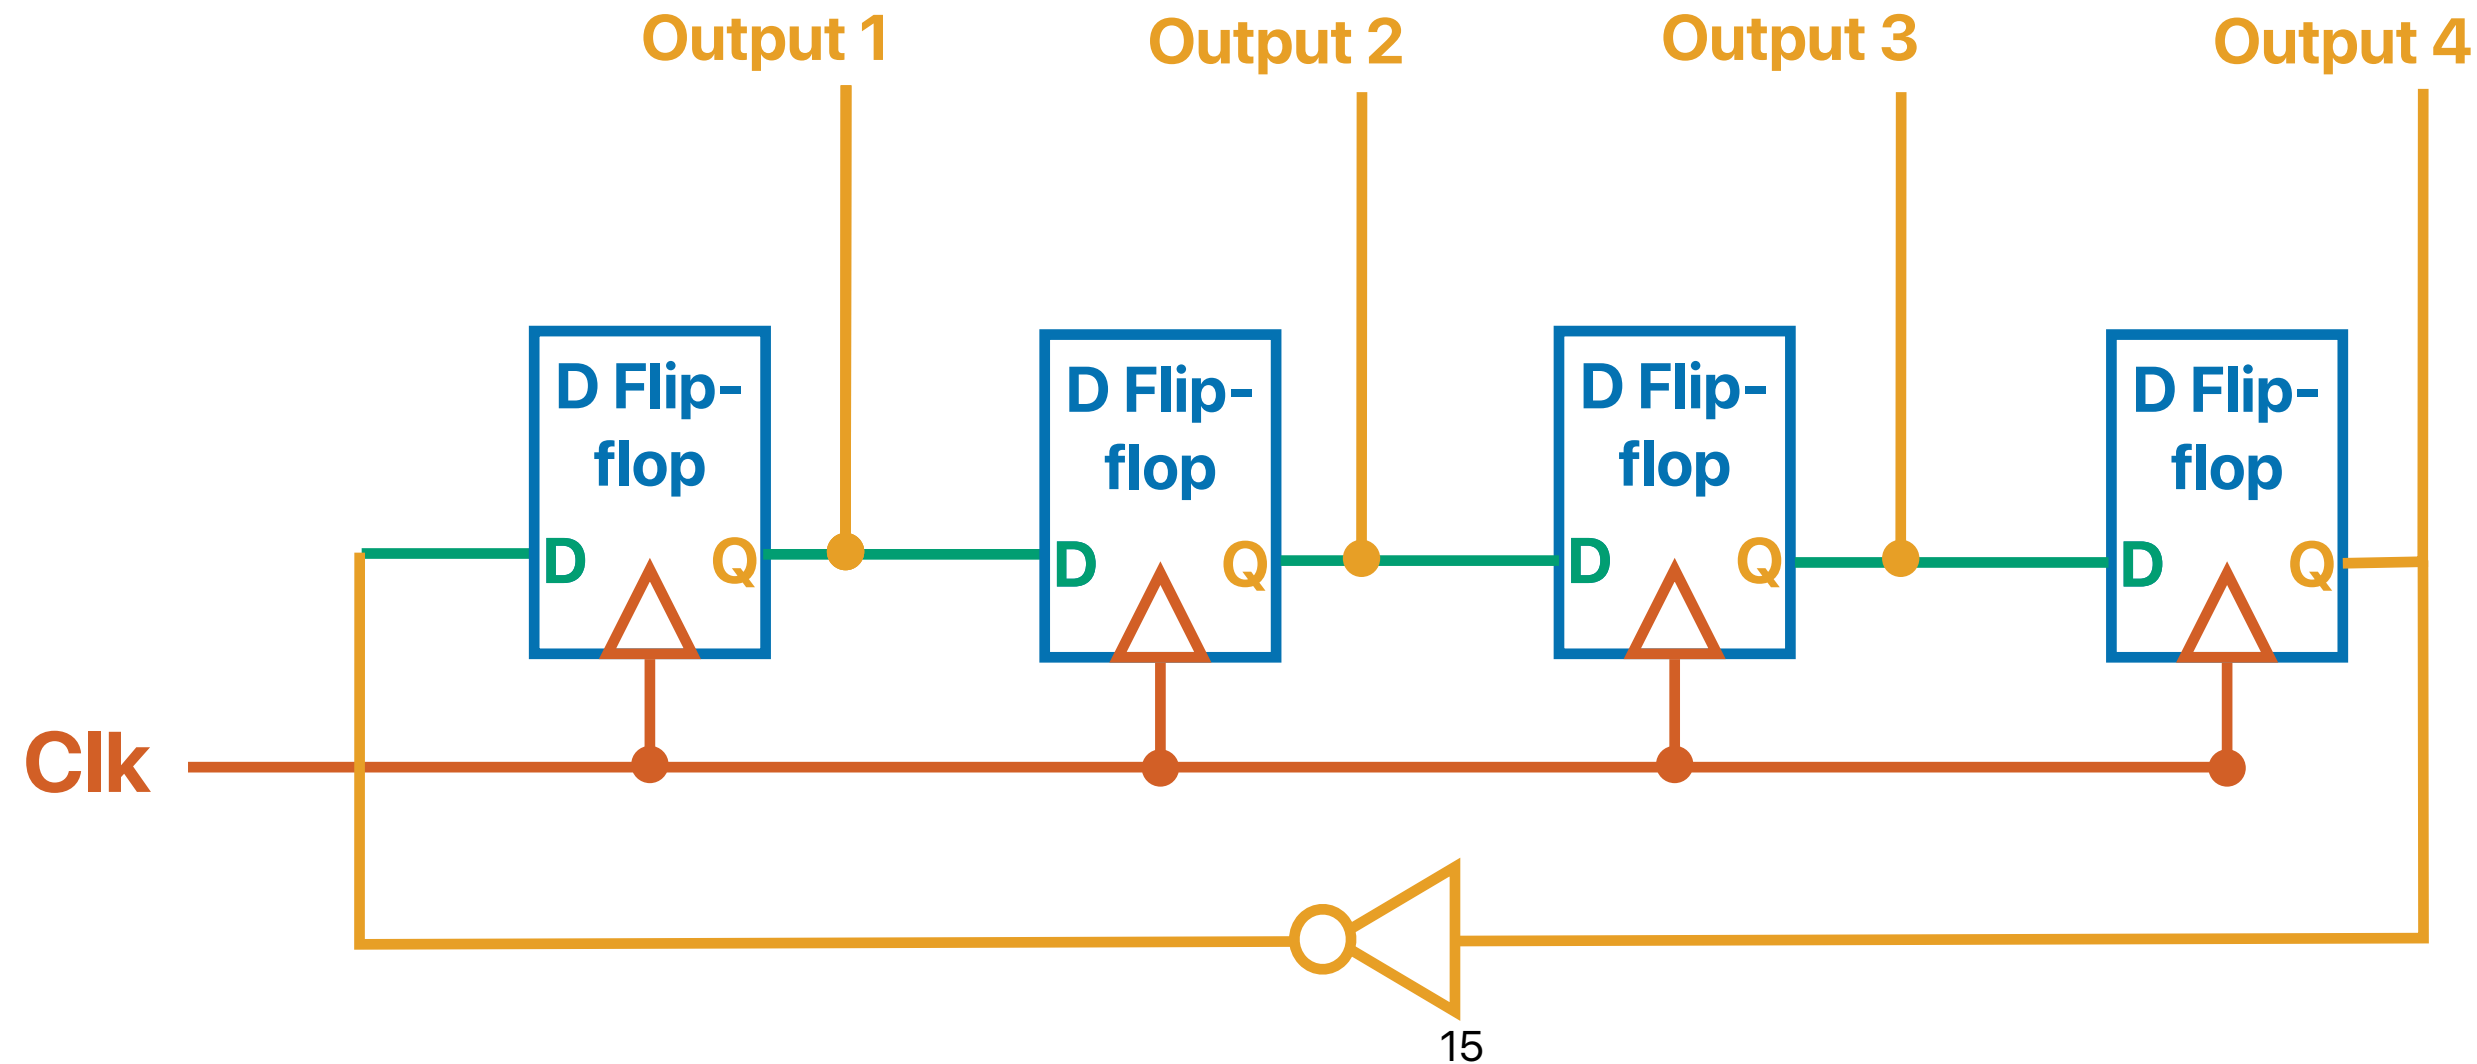 Output 1
Output 2
Output 3
Output 4
D Flip-
flop
D
Q
D Flip-
flop
D
Q
D Flip-
flop
D
Q
D Flip-
flop
D
Q
Clk
15